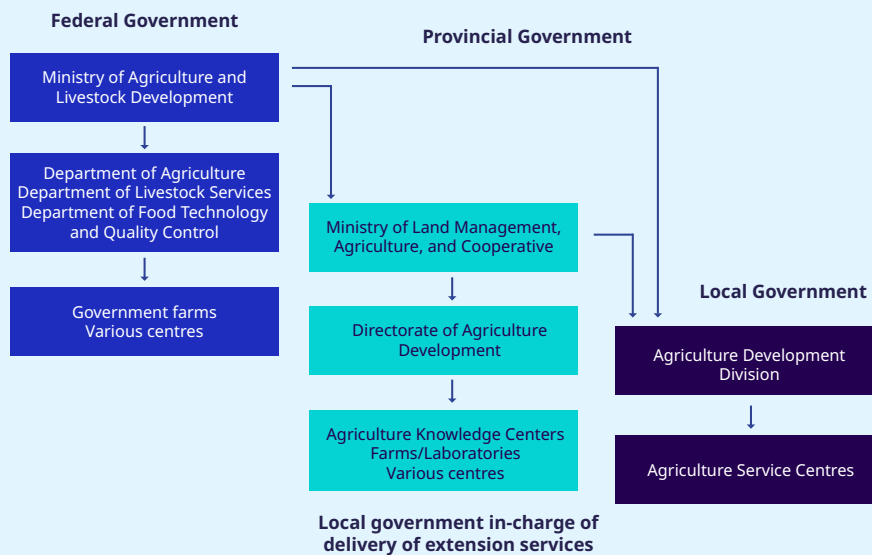 Federal Government
Ministry of Agriculture and
Livestock Development
Department of Agriculture
Department of Livestock Services
Department of Food Technology
and Quality Control
Government farms
Various centres
Provincial Government
Ministry of Land Management,
Agriculture, and Cooperative
Directorate of Agriculture
Development
Agriculture Knowledge Centers
Farms/Laboratories
Various centres
Local government in-charge of
delivery of extension services
Local Government
Agriculture Development
Division
Agriculture Service Centres